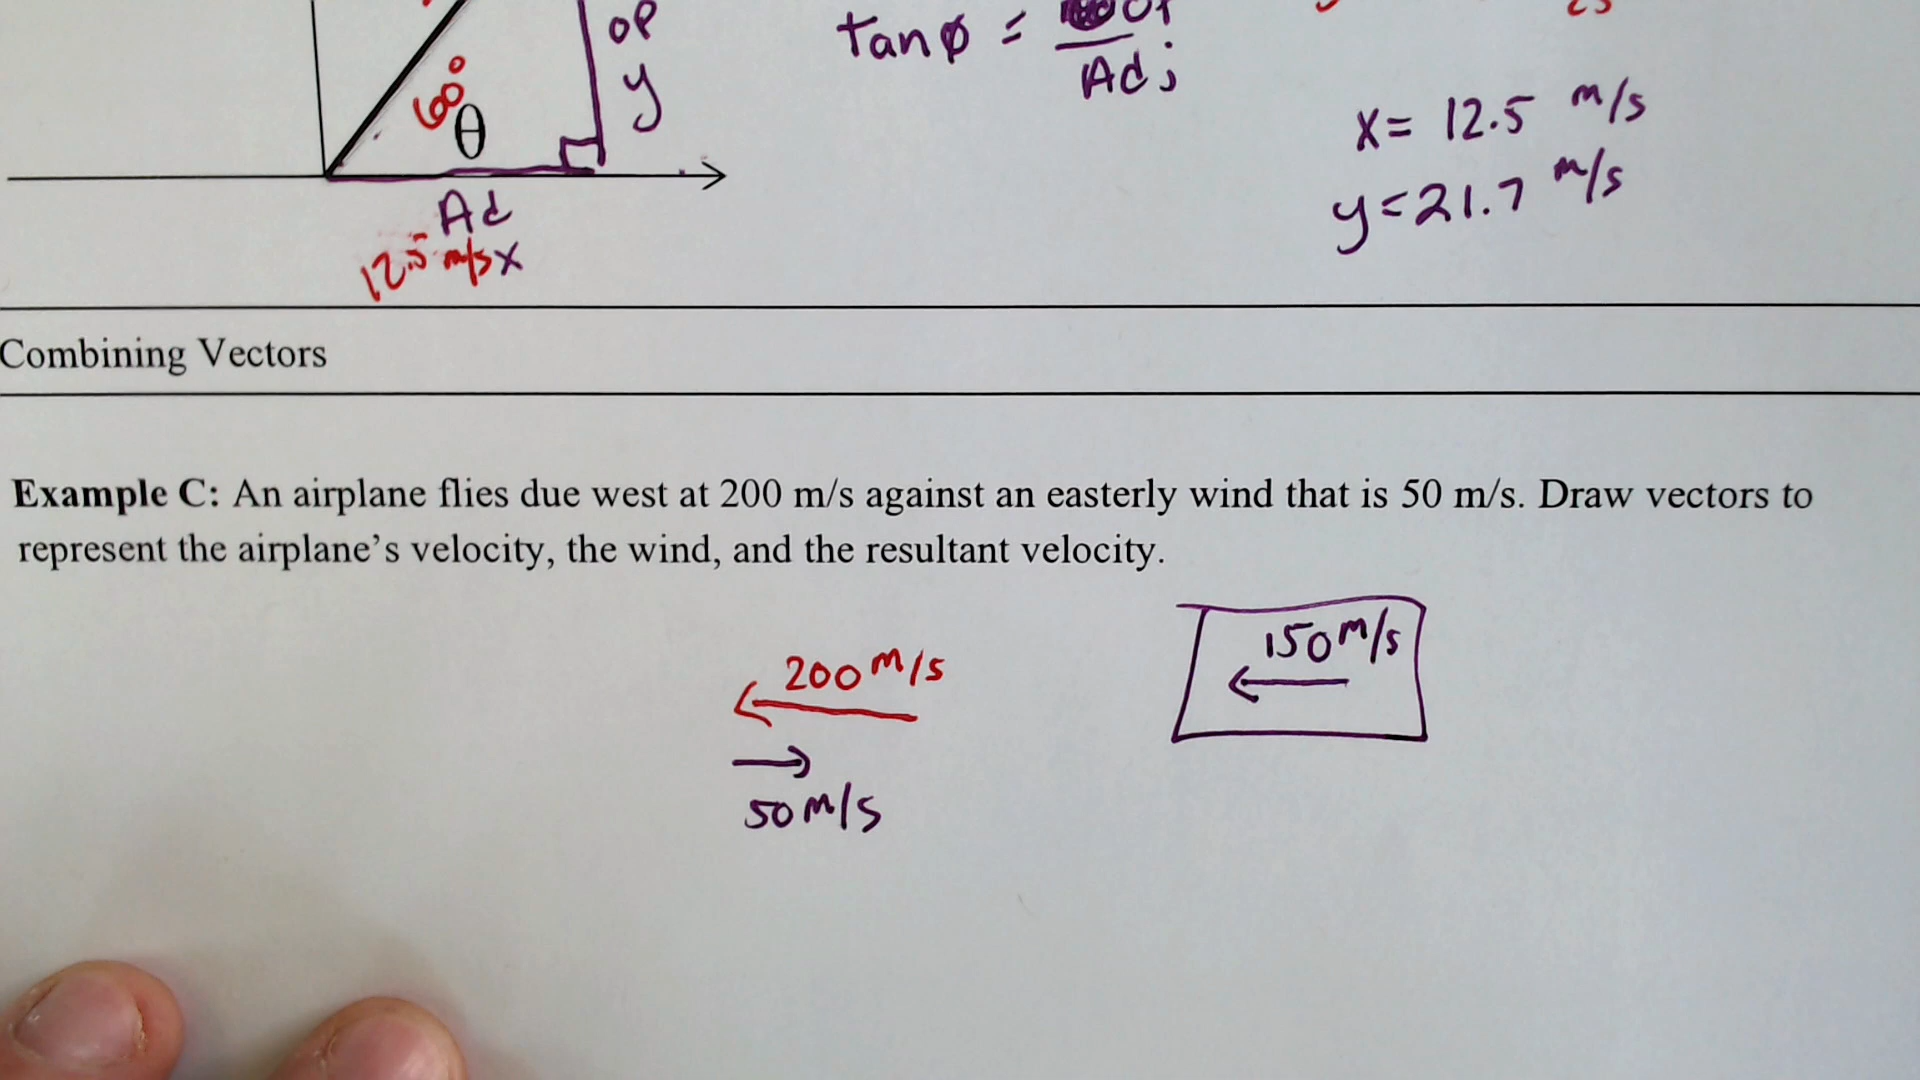 OP
y
60°
θ
Ad
12.5 m/s x
tanø =
Adj
x= 12.5 m/s
y=21.7 m/s
Combining Vectors
Example C: An airplane flies due west at 200 m/s against an easterly wind that is 50 m/s. Draw vectors to
represent the airplane’s velocity, the wind, and the resultant velocity.
200 m/s
50 m/s
150 m/s